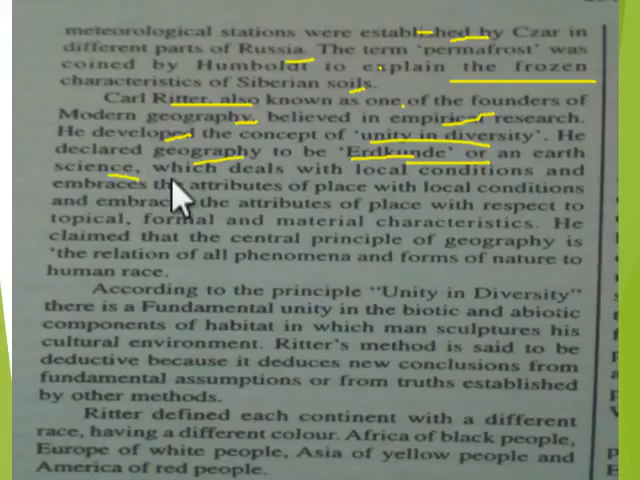 meteorological stations were established by Czar in
different parts of Russia. The term 'permafrost' was
coined by Humboldt to explain the frozen
characteristics of Siberian soils.
Carl Ritter, also known as one of the founders of
Modern geography, believed in empirical research.
He developed the concept of 'unity in diversity'. He
declared geography to be 'Erdkunde' or an earth
science, which deals with local conditions and
embraces the attributes of place with local conditions
and embrace the attributes of place with respect to
topical, formal and material characteristics. He
claimed that the central principle of geography is
'the relation of all phenomena and forms of nature to
human race.
According to the principle "Unity in Diversity"
there is a Fundamental unity in the biotic and abiotic
components of habitat in which man sculptures his
cultural environment. Ritter's method is said to be
deductive because it deduces new conclusions from
fundamental assumptions or from truths established
by other methods.
Ritter defined each continent with a different
race, having a different colour. Africa of black people,
Europe of white people, Asia of yellow people and
America of red people.